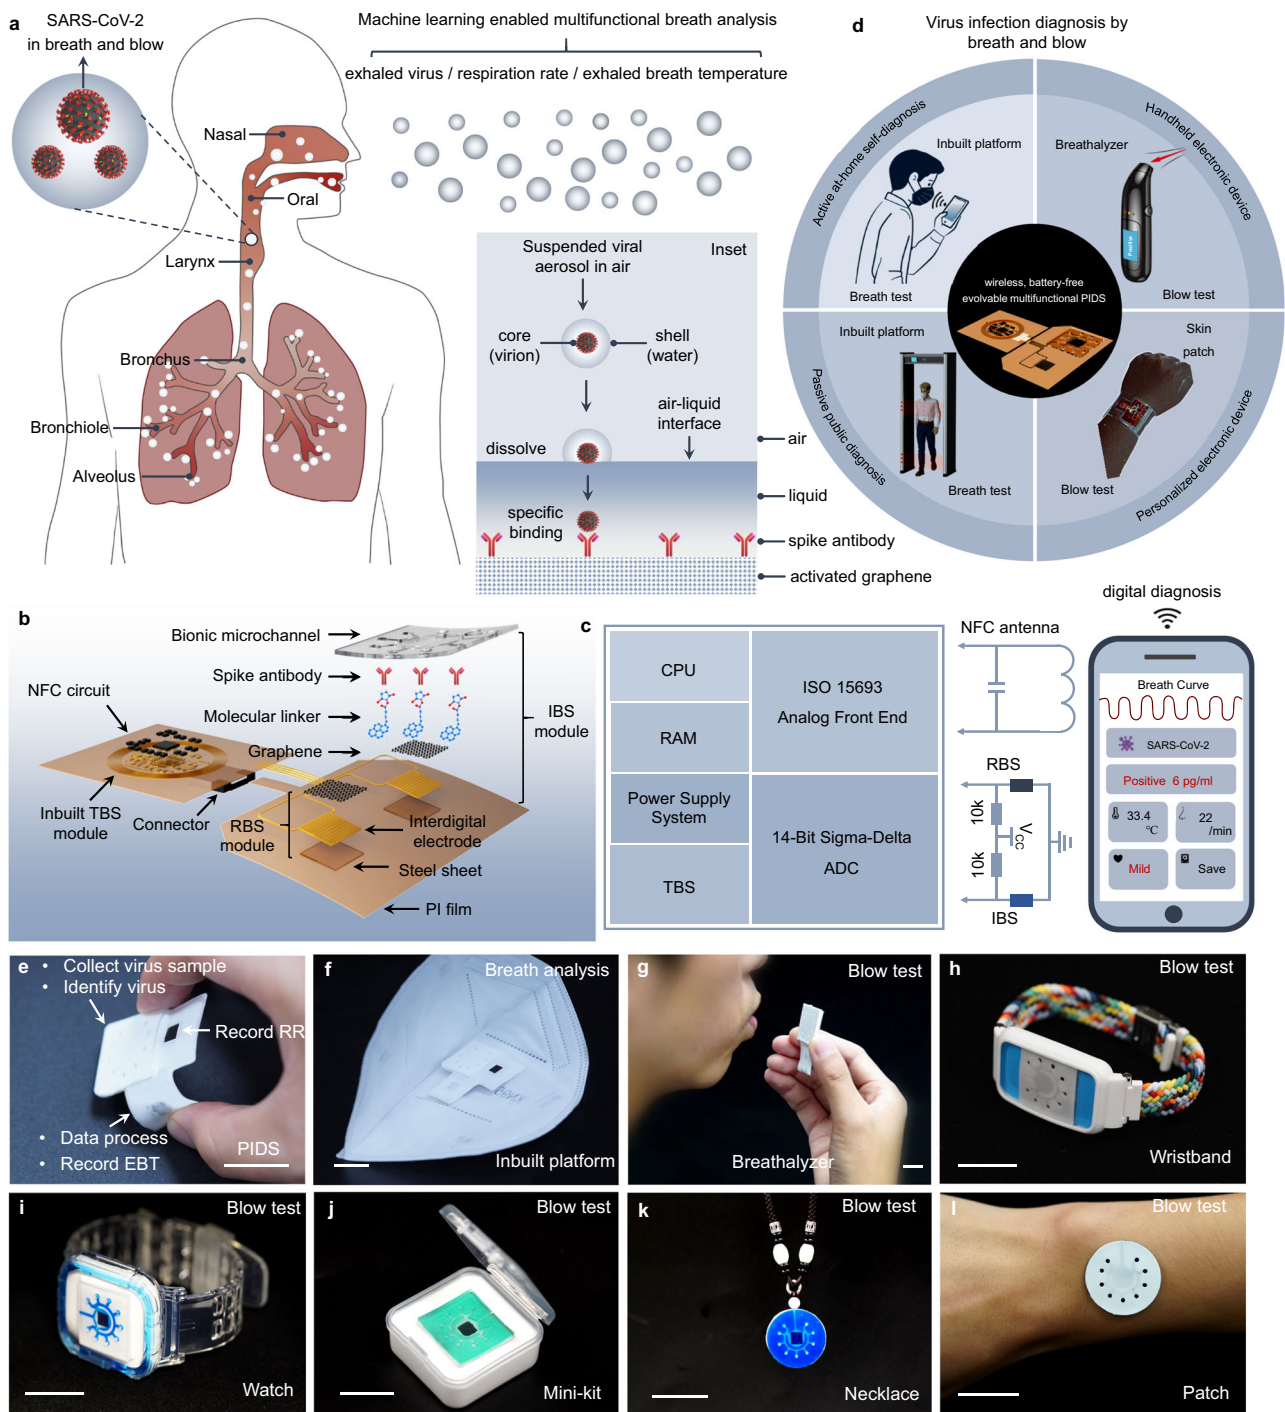 a
SARS-CoV-2
in breath and blow
Machine learning enabled multifunctional breath analysis
exhaled virus / respiration rate / exhaled breath temperature
Nasal
Oral
Larynx
Bronchus
Bronchiole
Alveolus
Suspended viral
aerosol in air
Inset
core
(virion)
shell
(water)
air-liquid
interface
dissolve
specific
binding
air
liquid
spike antibody
activated graphene
d
Virus infection diagnosis by
breath and blow
Active at-home self-diagnosis
Inbuilt platform
Breath test
Handheld electronic device
Breathalyzer
Positive
Blow test
wireless, battery-free
evolvable multifunctional PIDS
Passive public diagnosis
Inbuilt platform
Breath test
Personalized electronic device
Skin
patch
Blow test
b
Bionic microchannel
Spike antibody
Molecular linker
Graphene
IBS
module
NFC circuit
Inbuilt TBS
module
Connector
RBS
module
Interdigital
electrode
Steel sheet
PI film
c
CPU
RAM
Power Supply
System
TBS
ISO 15693
Analog Front End
14-Bit Sigma-Delta
ADC
NFC antenna
RBS
10k
Vcc
10k
IBS
digital diagnosis
Breath Curve
SARS-CoV-2
Positive 6 pg/ml
33.4
℃
22
/min
Mild
Save
e
• Collect virus sample
• Identify virus
Record RR
• Data process
• Record EBT
PIDS
f
Breath analysis
Inbuilt platform
g
Blow test
Breathalyzer
h
Blow test
Wristband
i
Blow test
Watch
j
Blow test
Mini-kit
k
Blow test
Necklace
l
Blow test
Patch